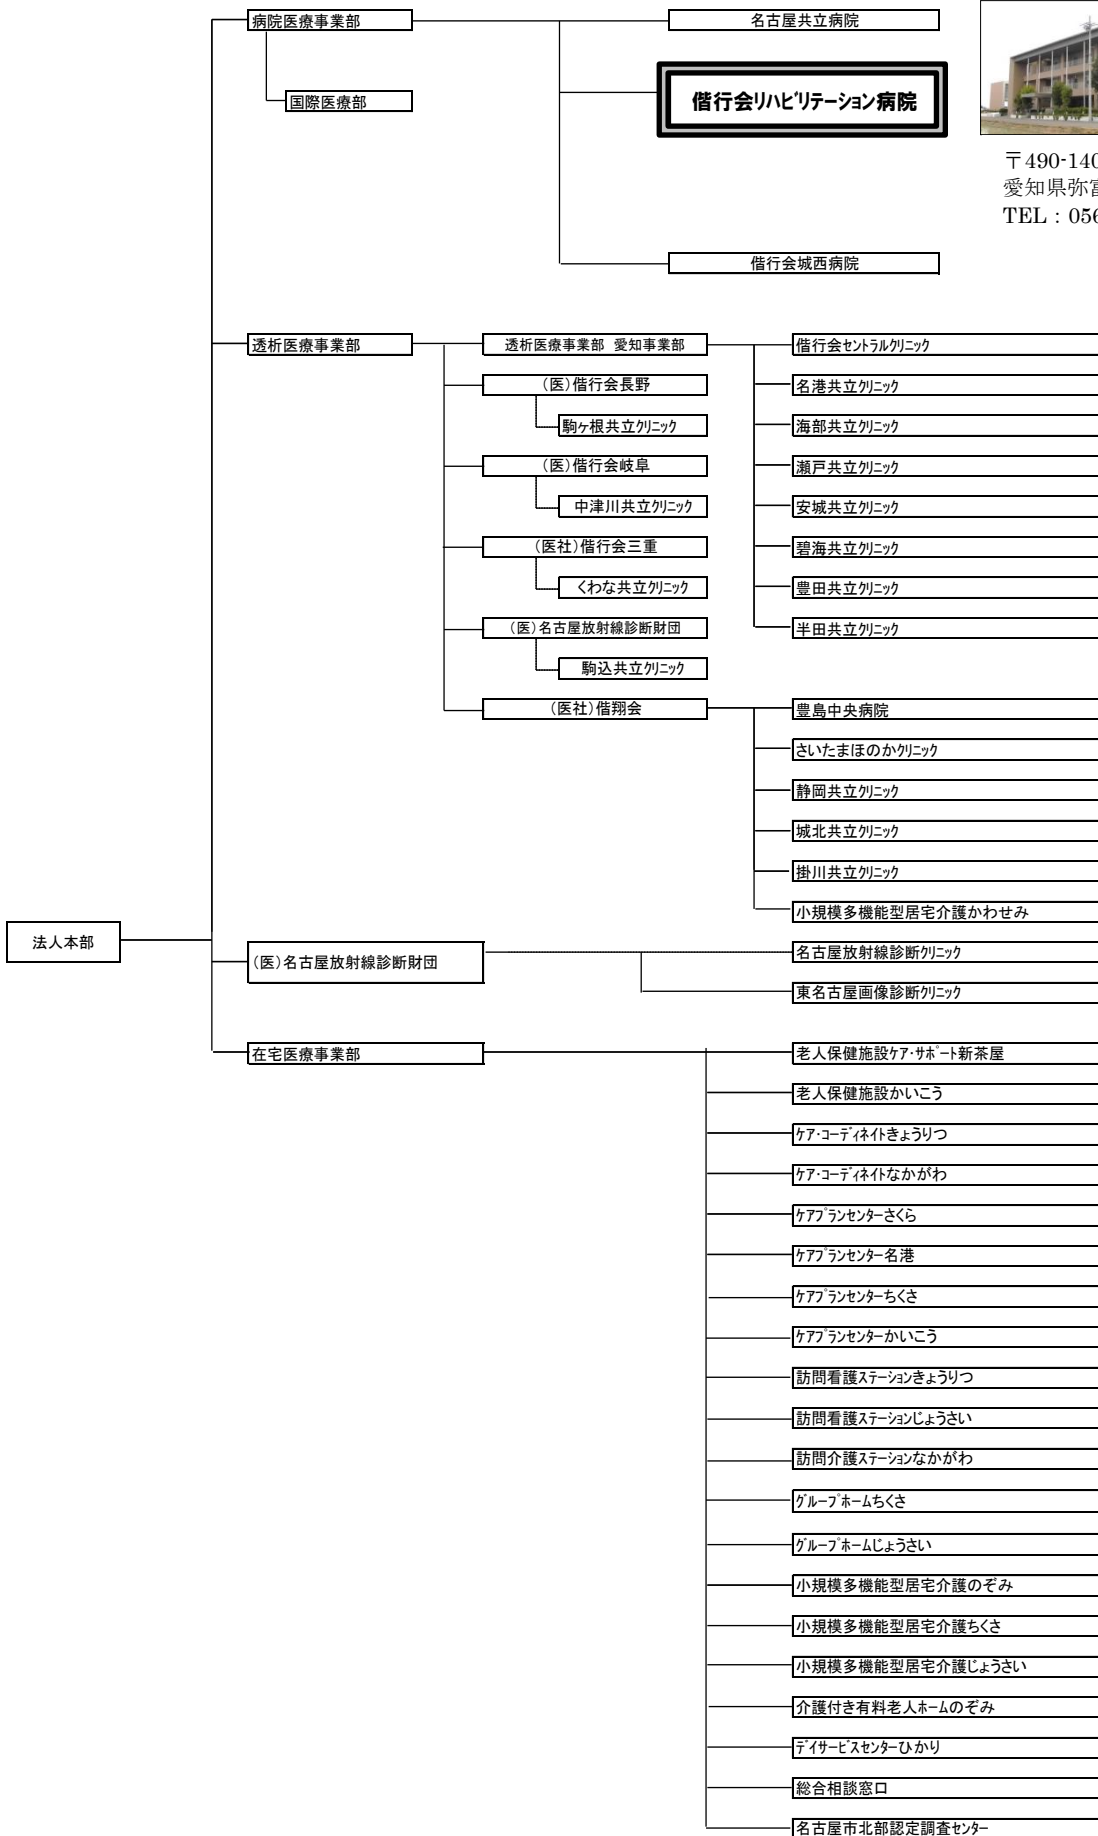 病院医療事業部
名古屋共立病院
国際医療部
偕行会ﾘﾊﾋﾞﾘﾃｰｼｮﾝ病院
〒490-140
愛知県弥富
TEL：056
偕行会城西病院
透析医療事業部
透析医療事業部 愛知事業部
偕行会ｾﾝﾄﾗﾙｸﾘﾆｯｸ
（医）偕行会長野
名港共立ｸﾘﾆｯｸ
駒ヶ根共立ｸﾘﾆｯｸ
海部共立ｸﾘﾆｯｸ
（医）偕行会岐阜
瀬戸共立ｸﾘﾆｯｸ
中津川共立ｸﾘﾆｯｸ
安城共立ｸﾘﾆｯｸ
（医社）偕行会三重
碧海共立ｸﾘﾆｯｸ
くわな共立ｸﾘﾆｯｸ
豊田共立ｸﾘﾆｯｸ
（医）名古屋放射線診断財団
半田共立ｸﾘﾆｯｸ
駒込共立ｸﾘﾆｯｸ
（医社）偕翔会
豊島中央病院
さいたまほのかｸﾘﾆｯｸ
静岡共立ｸﾘﾆｯｸ
城北共立ｸﾘﾆｯｸ
掛川共立ｸﾘﾆｯｸ
小規模多機能型居宅介護かわせみ
法人本部
（医）名古屋放射線診断財団
名古屋放射線診断ｸﾘﾆｯｸ
東名古屋画像診断ｸﾘﾆｯｸ
在宅医療事業部
老人保健施設ｹｱ･ｻﾎﾟｰﾄ新茶屋
老人保健施設かいこう
ｹｱ･ｺｰﾃﾞｨﾈｲﾄきょうりつ
ｹｱ･ｺｰﾃﾞｨﾈｲﾄなかがわ
ｹｱﾌﾟﾗﾝｾﾝﾀｰさくら
ｹｱﾌﾟﾗﾝｾﾝﾀｰ名港
ｹｱﾌﾟﾗﾝｾﾝﾀｰちくさ
ｹｱﾌﾟﾗﾝｾﾝﾀｰかいこう
訪問看護ｽﾃｰｼｮﾝきょうりつ
訪問看護ｽﾃｰｼｮﾝじょうさい
訪問介護ｽﾃｰｼｮﾝなかがわ
ｸﾞﾙｰﾌﾟﾎｰﾑちくさ
ｸﾞﾙｰﾌﾟﾎｰﾑじょうさい
小規模多機能型居宅介護のぞみ
小規模多機能型居宅介護ちくさ
小規模多機能型居宅介護じょうさい
介護付き有料老人ﾎｰﾑのぞみ
ﾃﾞｲｻｰﾋﾞｽｾﾝﾀｰひかり
総合相談窓口
名古屋市北部認定調査ｾﾝﾀｰ